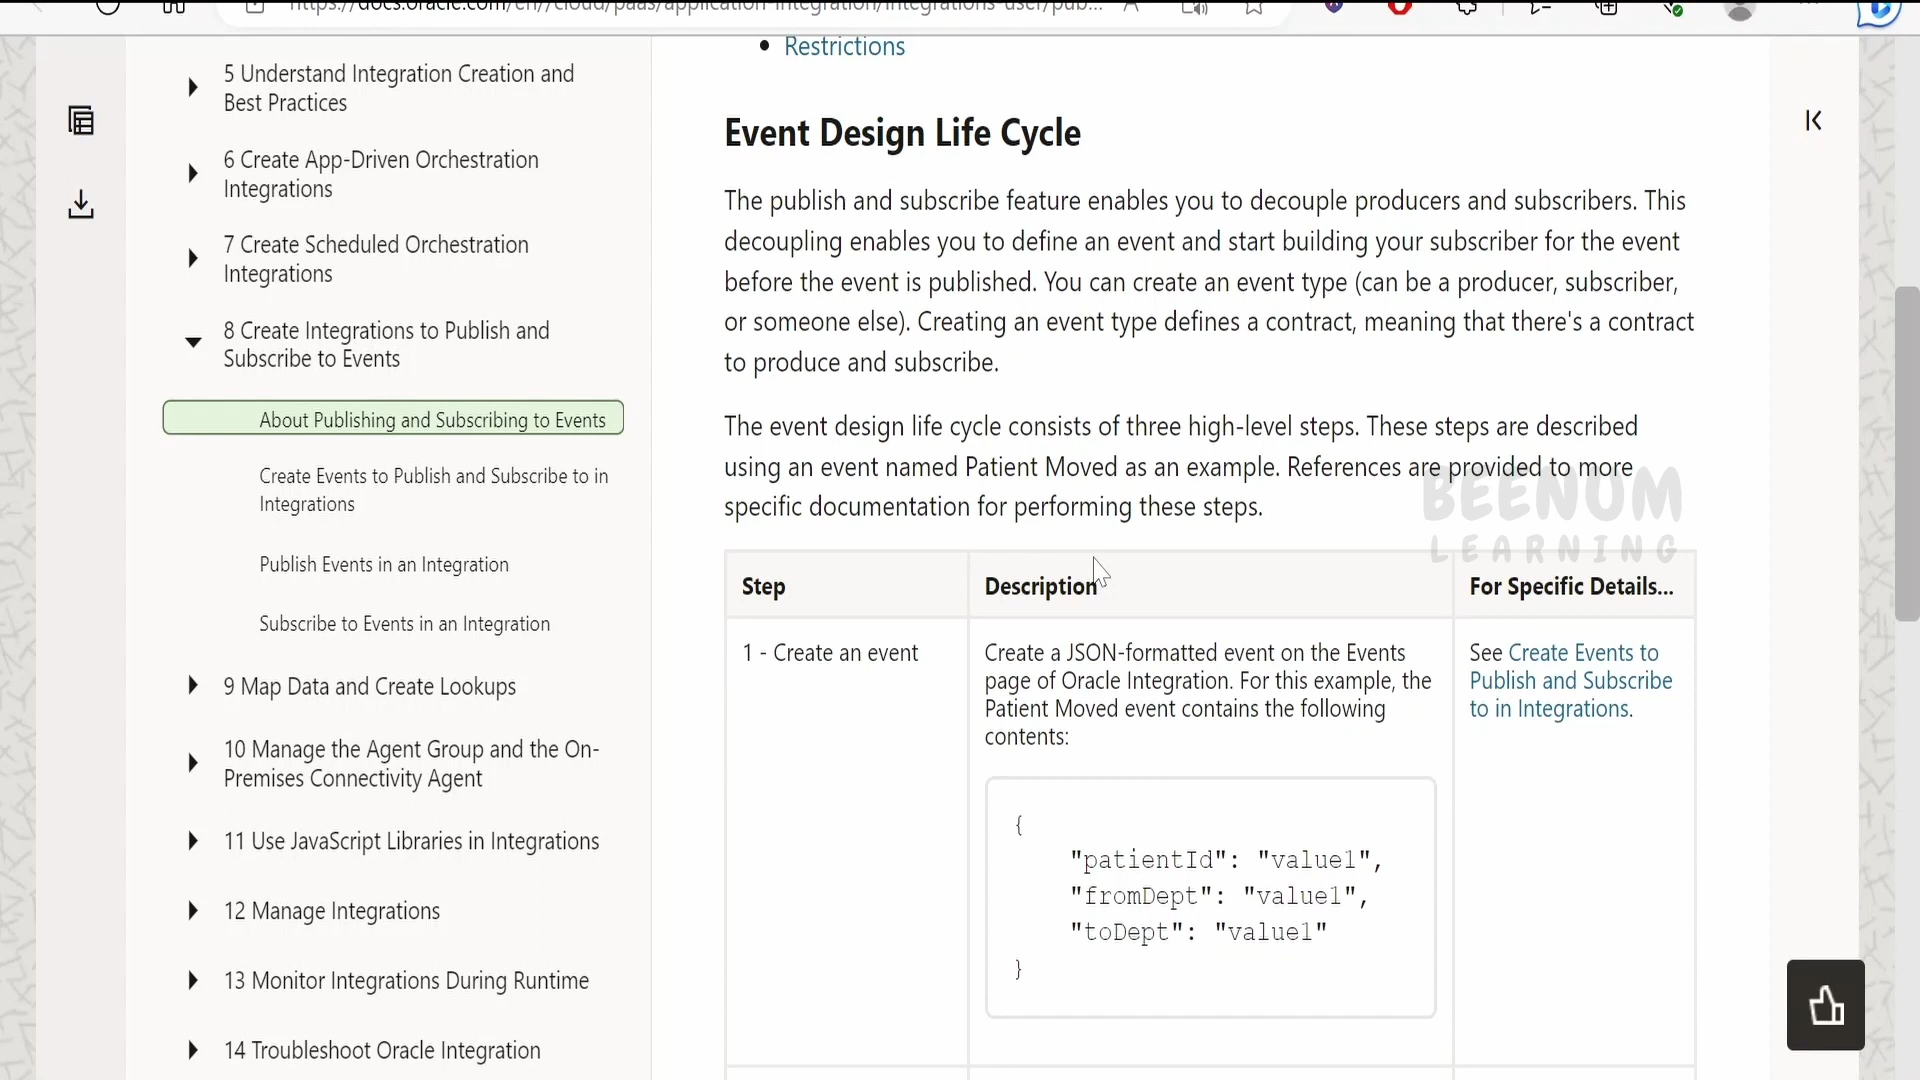 https://docs.oracle.com/en/cloud/paas/application-integration/integrations-user/pub...
5 Understand Integration Creation and
Best Practices
6 Create App-Driven Orchestration
Integrations
7 Create Scheduled Orchestration
Integrations
8 Create Integrations to Publish and
Subscribe to Events
About Publishing and Subscribing to Events
Create Events to Publish and Subscribe to in
Integrations
Publish Events in an Integration
Subscribe to Events in an Integration
9 Map Data and Create Lookups
10 Manage the Agent Group and the On-
Premises Connectivity Agent
11 Use JavaScript Libraries in Integrations
12 Manage Integrations
13 Monitor Integrations During Runtime
14 Troubleshoot Oracle Integration
Restrictions
Event Design Life Cycle
The publish and subscribe feature enables you to decouple producers and subscribers. This
decoupling enables you to define an event and start building your subscriber for the event
before the event is published. You can create an event type (can be a producer, subscriber,
or someone else). Creating an event type defines a contract, meaning that there's a contract
to produce and subscribe.
The event design life cycle consists of three high-level steps. These steps are described
using an event named Patient Moved as an example. References are provided to more
specific documentation for performing these steps.
BEENUM
LEARNING
Step
Description
For Specific Details...
1 - Create an event
Create a JSON-formatted event on the Events
page of Oracle Integration. For this example, the
Patient Moved event contains the following
contents:
{
"patientId": "value1",
"fromDept": "value1",
"toDept": "value1"
}
See Create Events to
Publish and Subscribe
to in Integrations.